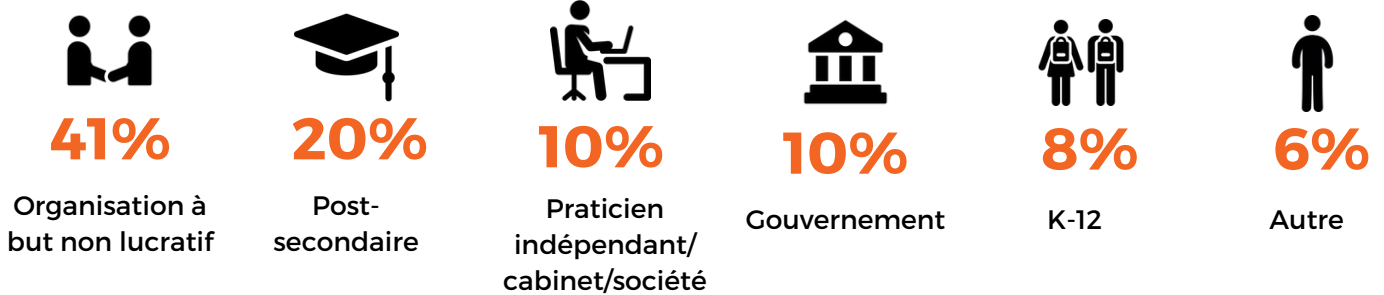 41%
Organisation à
but non lucratif
20%
Post-
secondaire
10%
Praticien
indépendant/
cabinet/société
10%
Gouvernement
8%
K-12
6%
Autre